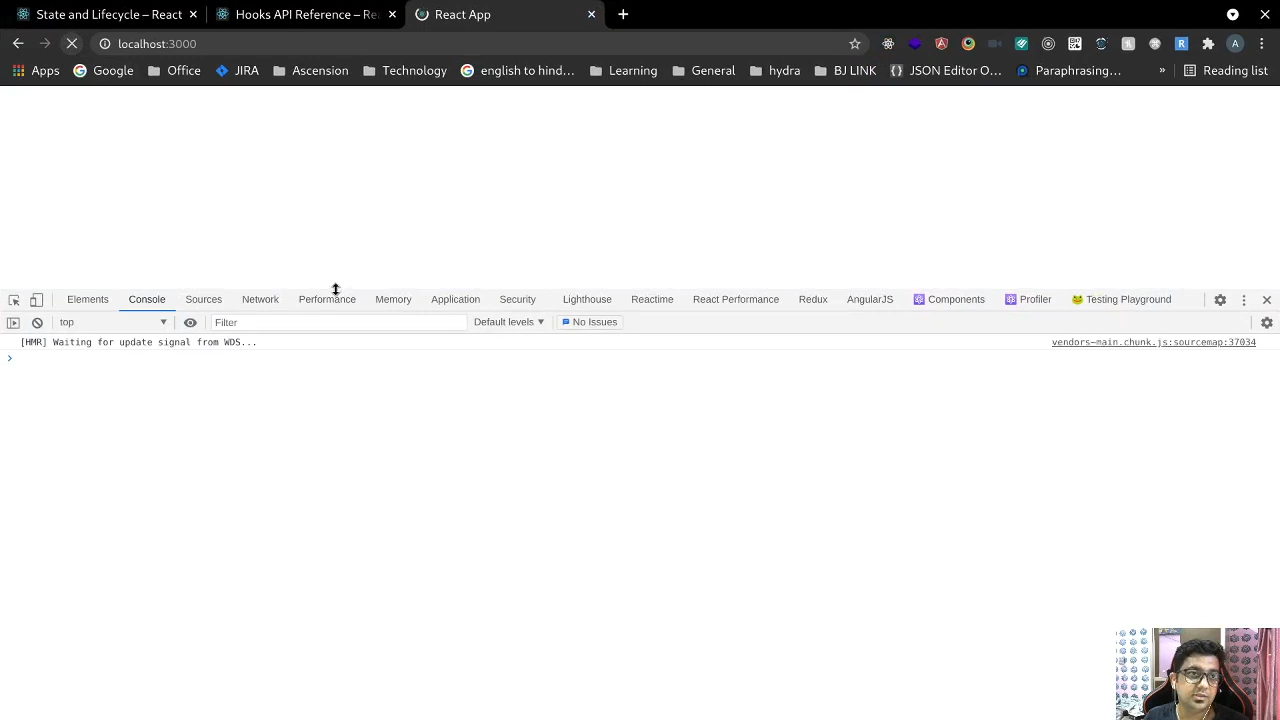 State and Lifecycle – React
Hooks API Reference – Re
React App
localhost:3000
A
R
Apps
Google
Office
JIRA
Ascension
Technology
english to hind...
Learning
General
hydra
BJ LINK
JSON Editor O...
Paraphrasing...
»
Reading list
Elements
Console
Sources
Network
Performance
Memory
Application
Security
Lighthouse
Reactime
React Performance
Redux
AngularJS
Components
Profiler
Testing Playground
top
Filter
Default levels
No Issues
[HMR] Waiting for update signal from WDS...
vendors~main.chunk.js:sourcemap:37034